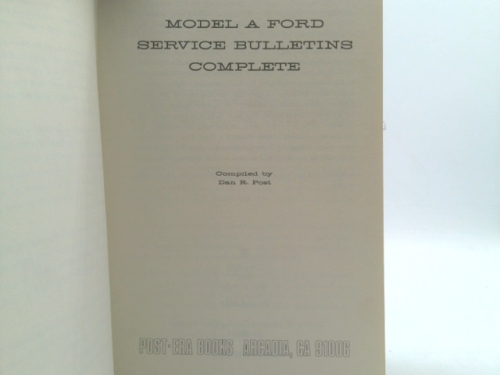 MODEL A FORD
SERVICE BULLETINS
COMPLETE
Compiled by
Dan R. Post
POST-ERA BOOKS ARCADIA, CA 91006